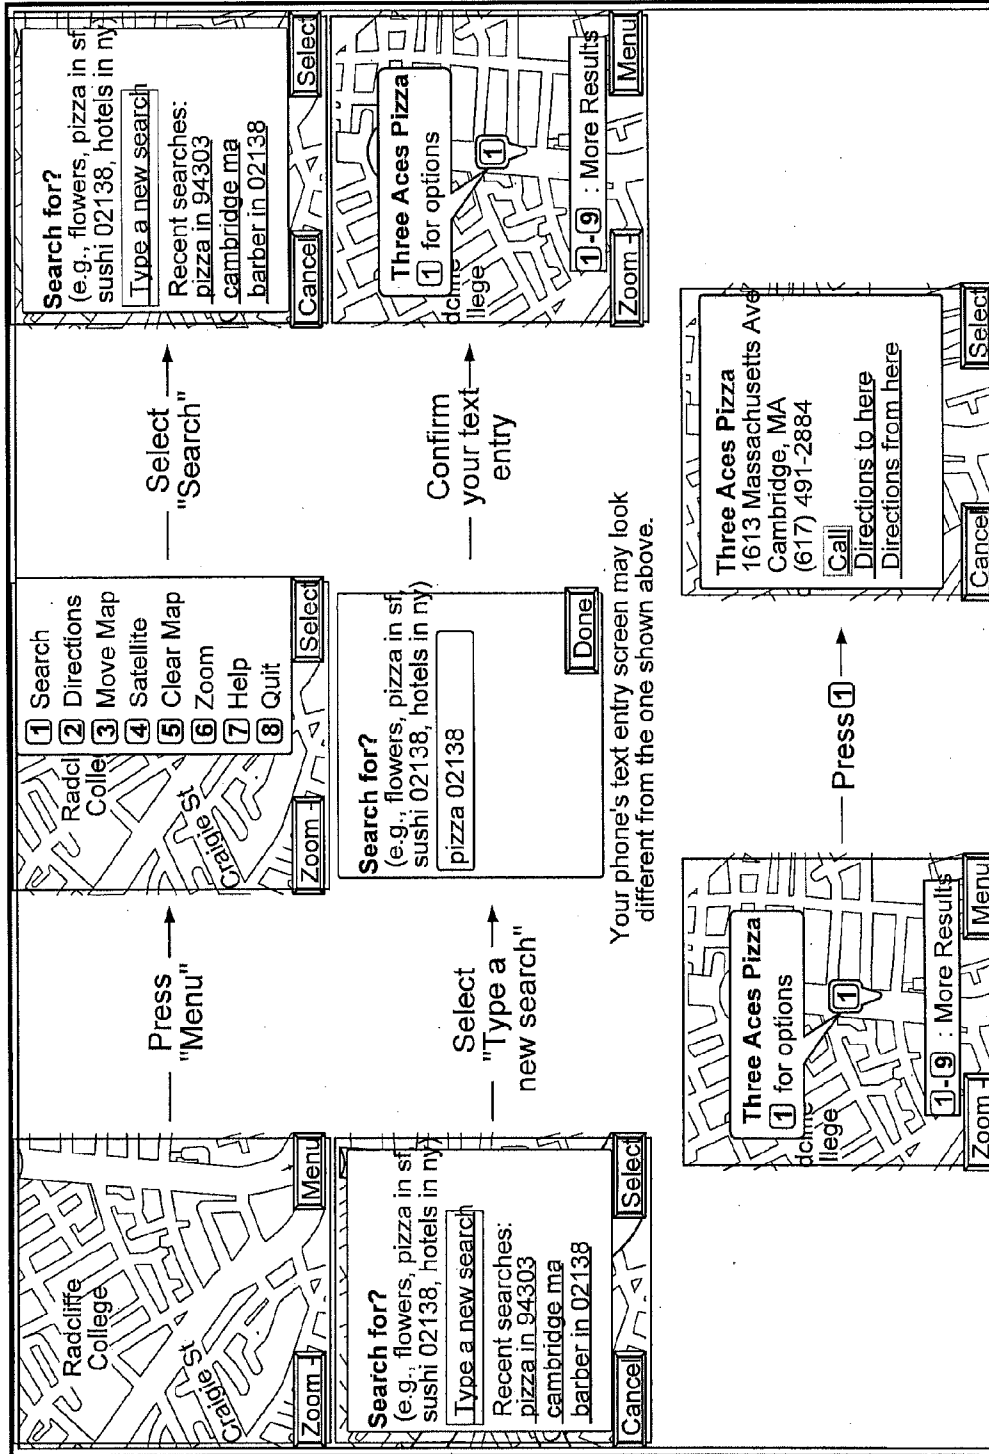 Radcliffe
College
Craigie St
Zoom -
Menu
Press
"Menu"
Radcl
Colle
Craigie St
1 Search
2 Directions
3 Move Map
4 Satellite
5 Clear Map
6 Zoom
7 Help
8 Quit
Zoom -
Select
Select
"Search"
Search for?
(e.g., flowers, pizza in sf,
sushi 02138, hotels in ny)
Type a new search
Recent searches:
pizza in 94303
cambridge ma
barber in 02138
Cancel
Select
Search for?
(e.g., flowers, pizza in sf
sushi 02138, hotels in ny)
Type a new search
Recent searches:
pizza in 94303
cambridge ma
barber in 02138
Cancel
Select
Select
"Type a
new search"
Search for?
(e.g., flowers, pizza in sf,
sushi 02138, hotels in ny)
pizza 02138
Done
Your phone's text entry screen may look
different from the one shown above.
Confirm
your text
entry
Three Aces Pizza
1 for options
1
dcliffe
llege
1-9 : More Results
Zoom -
Menu
Three Aces Pizza
1 for options
1
dcliffe
llege
1-9 : More Results
Zoom -
Menu
Press 1
Three Aces Pizza
1613 Massachusetts Ave
Cambridge, MA
(617) 491-2884
Call
Directions to here
Directions from here
Cancel
Select